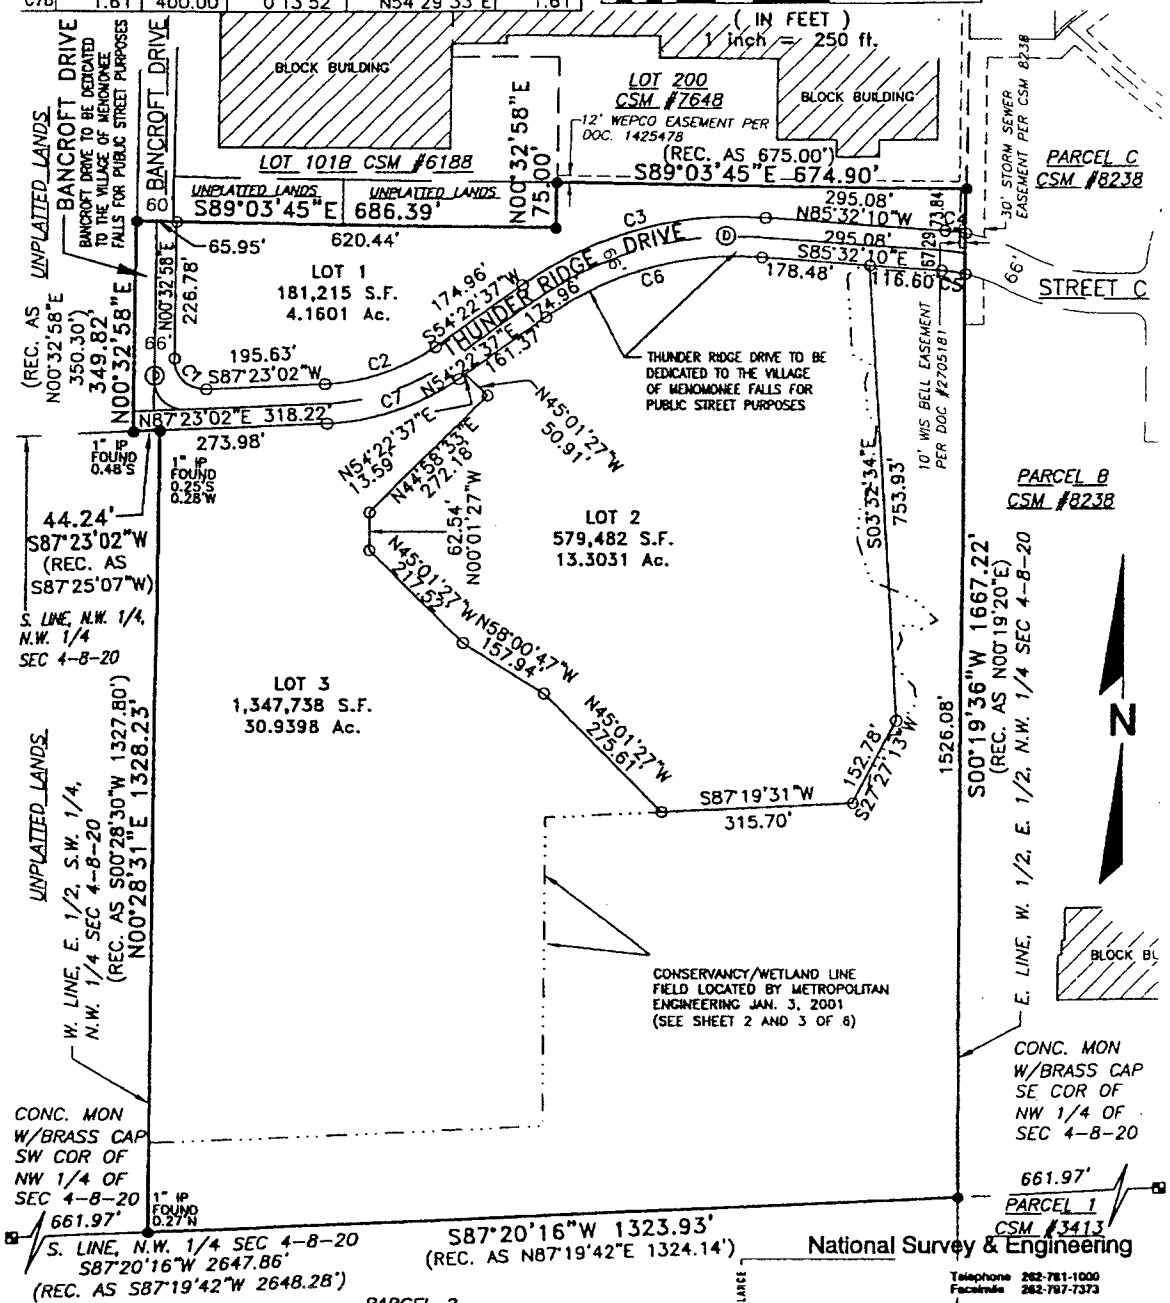 C7B 1.61 400.00 0°13'52" N54°29'33"E 1.61
( IN FEET )
1 inch = 250 ft.
BLOCK BUILDING
LOT 200
CSM #7648
BLOCK BUILDING
12' WEPCO EASEMENT PER
DOC. 1425478
30' STORM SEWER
EASEMENT PER CSM 8238
PARCEL C
CSM #8238
UNPLATTED LANDS
BANCROFT DRIVE
BANCROFT DRIVE TO BE DEDICATED
TO THE VILLAGE OF MENOMONEE
FALLS FOR PUBLIC STREET PURPOSES
BANCROFT DRIVE
60'
LOT 101B CSM #6188
UNPLATTED LANDS
UNPLATTED LANDS
S89°03'45"E 686.39'
N00°32'58"E
75.00'
(REC. AS 675.00')
S89°03'45"E 674.90'
295.08'
N85°32'10"W
73.84
C4
C3
65.95'
620.44'
295.08'
S85°32'10"E
67.29
D
THUNDER RIDGE DRIVE
66'
178.48'
116.60'
C5
C6
66'
STREET C
(REC. AS
N00°32'58"E
350.30')
349.82'
N00°32'58"E
N00°32'58"E
226.78'
LOT 1
181,215 S.F.
4.1601 Ac.
174.96'
S54°22'37"W
N54°22'37"E 174.96
161.37'
66'
D
C1
195.63'
S87°23'02"W
C2
C7
N87°23'02"E 318.22'
273.98'
THUNDER RIDGE DRIVE TO BE
DEDICATED TO THE VILLAGE
OF MENOMONEE FALLS FOR
PUBLIC STREET PURPOSES
10' WIS BELL EASEMENT
PER DOC #2705181
1" IP
FOUND
0.48'S
1" IP
FOUND
0.25'S
0.28'W
N54°22'37"E
13.59'
N44°58'33"E
272.18'
N45°01'27"W
50.91'
S03°32'34"E
753.93'
PARCEL B
CSM #8238
44.24'
S87°23'02"W
(REC. AS
S87°25'07"W)
62.54'
N00°01'27"W
LOT 2
579,482 S.F.
13.3031 Ac.
S. LINE, N.W. 1/4,
N.W. 1/4
SEC 4-8-20
N45°01'27"W
217.52'
N58°00'47"W
157.94'
LOT 3
1,347,738 S.F.
30.9398 Ac.
N45°01'27"W
275.61'
UNPLATTED LANDS
W. LINE, E. 1/2, S.W. 1/4,
N.W. 1/4 SEC 4-8-20
(REC. AS S00°28'30"W 1327.80')
N00°28'31"E 1328.23'
S87°19'31"W
315.70'
152.78'
S27°27'13"W
1526.08'
S00°19'36"W 1667.22'
(REC. AS N00°19'20"E)
E. LINE, W. 1/2, E. 1/2, N.W. 1/4 SEC 4-8-20
N
BLOCK BU
CONSERVANCY/WETLAND LINE
FIELD LOCATED BY METROPOLITAN
ENGINEERING JAN. 3, 2001
(SEE SHEET 2 AND 3 OF 8)
CONC. MON
W/BRASS CAP
SE COR OF
NW 1/4 OF
SEC 4-8-20
CONC. MON
W/BRASS CAP
SW COR OF
NW 1/4 OF
SEC 4-8-20
1" IP
FOUND
0.27'N
661.97'
661.97'
PARCEL 1
CSM #3413
S87°20'16"W 1323.93'
(REC. AS N87°19'42"E 1324.14')
S. LINE, N.W. 1/4 SEC 4-8-20
S87°20'16"W 2647.86'
(REC. AS S87°19'42"W 2648.28')
National Survey & Engineering
Telephone 262-781-1000
Facsimile 262-797-7373
PARCEL 2